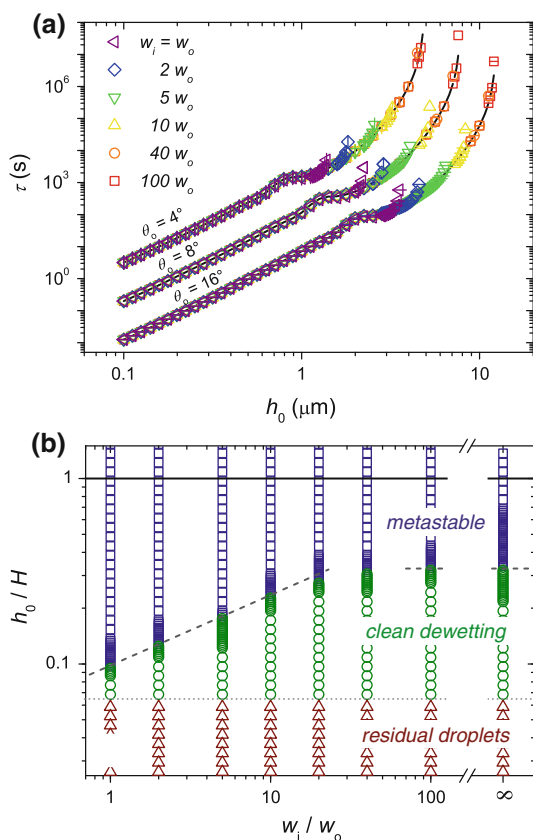 (a)
w_i = w_o
2 w_o
5 w_o
10 w_o
40 w_o
100 w_o
10^6
10^3
10^0
τ (s)
θ_o = 4°
θ_o = 8°
θ_o = 16°
0.1 1 10
h_0 (μm)
(b)
1
0.1
h_0 / H
metastable
clean dewetting
residual droplets
1 10 100 ∞
w_i / w_o